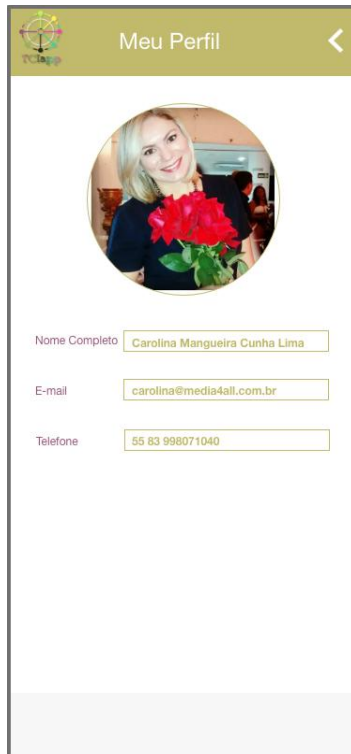 TCIapp
Meu Perfil
Nome Completo Carolina Mangueira Cunha Lima
E-mail carolina@media4all.com.br
Telefone 55 83 998071040